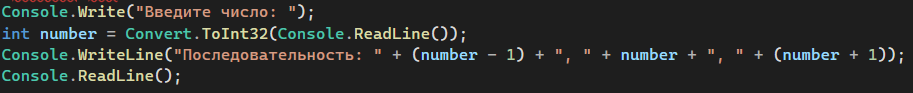 Console.Write("Введите число: ");
int number = Convert.ToInt32(Console.ReadLine());
Console.WriteLine("Последовательность: " + (number - 1) + ", " + number + ", " + (number + 1));
Console.ReadLine();